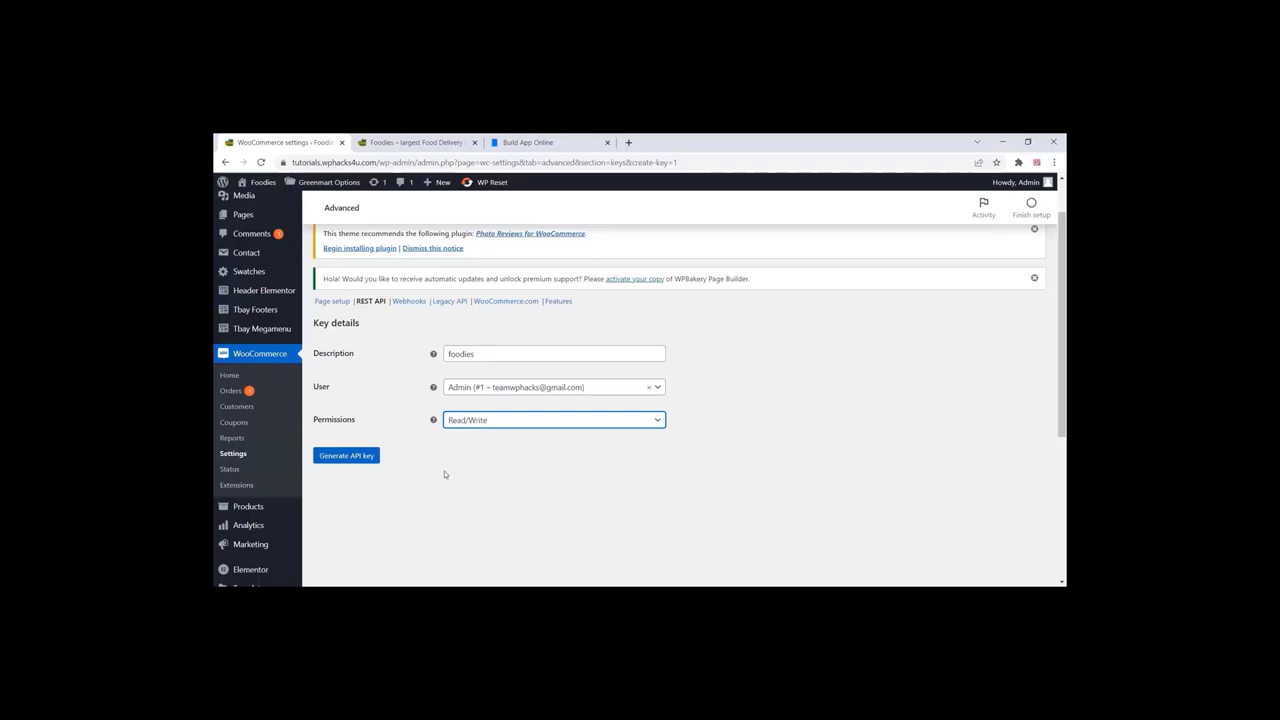 WooCommerce settings ‹ Foodie
Foodies – largest Food Delivery
Build App Online
tutorials.wphacks4u.com/wp-admin/admin.php?page=wc-settings&tab=advanced&section=keys&create-key=1
Foodies
Greenmart Options
1
1
New
WP Reset
Howdy, Admin
Media
Pages
Comments 1
Contact
Swatches
Header Elementor
Tbay Footers
Tbay Megamenu
WooCommerce
Home
Orders 1
Customers
Coupons
Reports
Settings
Status
Extensions
Products
Analytics
Marketing
Elementor
Advanced
Activity
Finish setup
This theme recommends the following plugin: Photo Reviews for WooCommerce.
Begin installing plugin | Dismiss this notice
Hola! Would you like to receive automatic updates and unlock premium support? Please activate your copy of WPBakery Page Builder.
Page setup | REST API | Webhooks | Legacy API | WooCommerce.com | Features
Key details
Description
foodies
User
Admin (#1 – teamwphacks@gmail.com)
Permissions
Read/Write
Generate API key